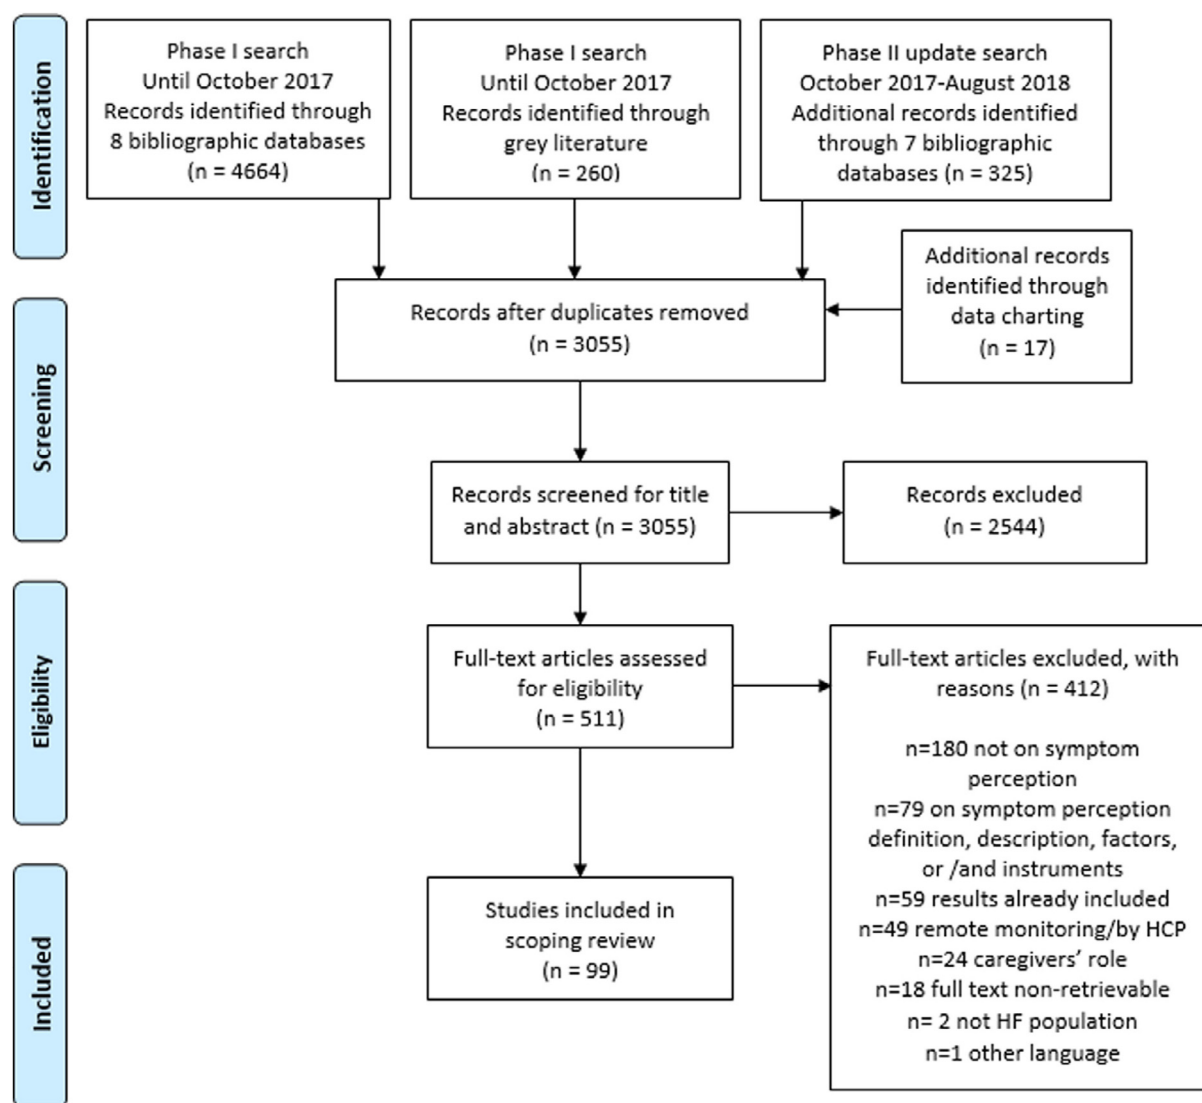 Identification
Phase I search
Until October 2017
Records identified through
8 bibliographic databases
(n = 4664)
Phase I search
Until October 2017
Records identified through
grey literature
(n = 260)
Phase II update search
October 2017-August 2018
Additional records identified
through 7 bibliographic
databases (n = 325)
Additional records
identified through
data charting
(n = 17)
Screening
Records after duplicates removed
(n = 3055)
Records screened for title
and abstract (n = 3055)
Records excluded
(n = 2544)
Eligibility
Full-text articles assessed
for eligibility
(n = 511)
Full-text articles excluded, with
reasons (n = 412)
n=180 not on symptom
perception
n=79 on symptom perception
definition, description, factors,
or /and instruments
n=59 results already included
n=49 remote monitoring/by HCP
n=24 caregivers’ role
n=18 full text non-retrievable
n= 2 not HF population
n=1 other language
Included
Studies included in
scoping review
(n = 99)